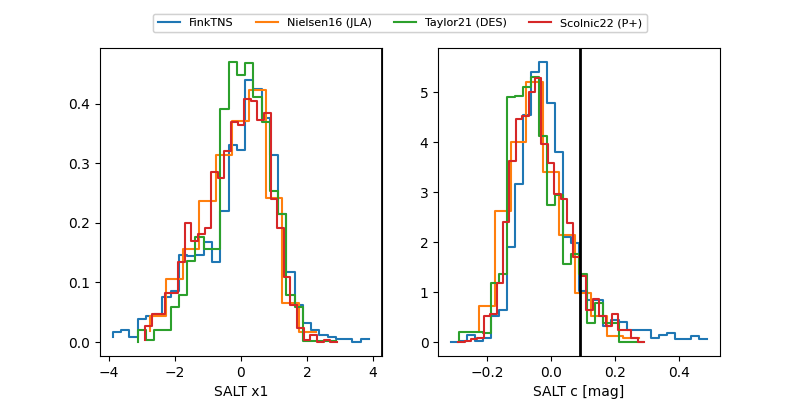 FinkTNS Nielsen16 (JLA) Taylor21 (DES) Scolnic22 (P+)
0.4
0.3
0.2
0.1
0.0
−4 −2 0 2 4
SALT x1
5
4
3
2
1
0
−0.2 0.0 0.2 0.4
SALT c [mag]